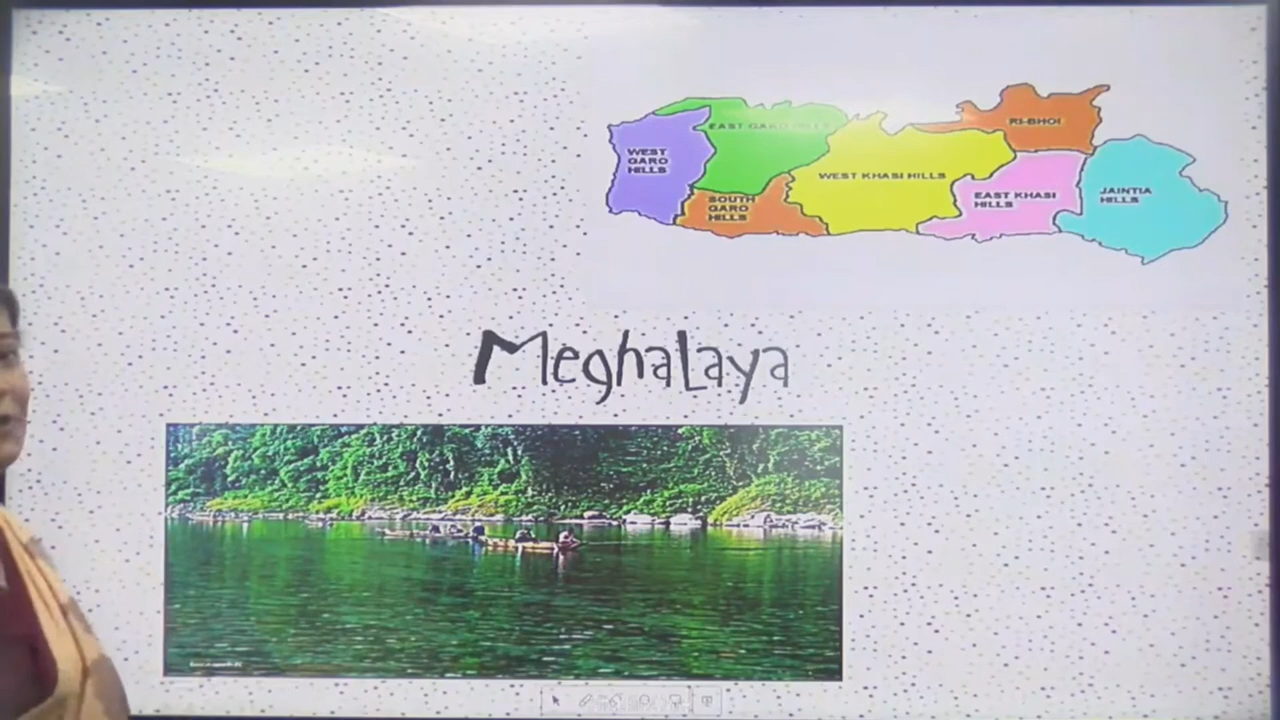 EAST GARO HILLS
RI-BHOI
WEST
GARO
HILLS
WEST KHASI HILLS
SOUTH
GARO
HILLS
EAST KHASI
HILLS
JAINTIA
HILLS
Meghalaya